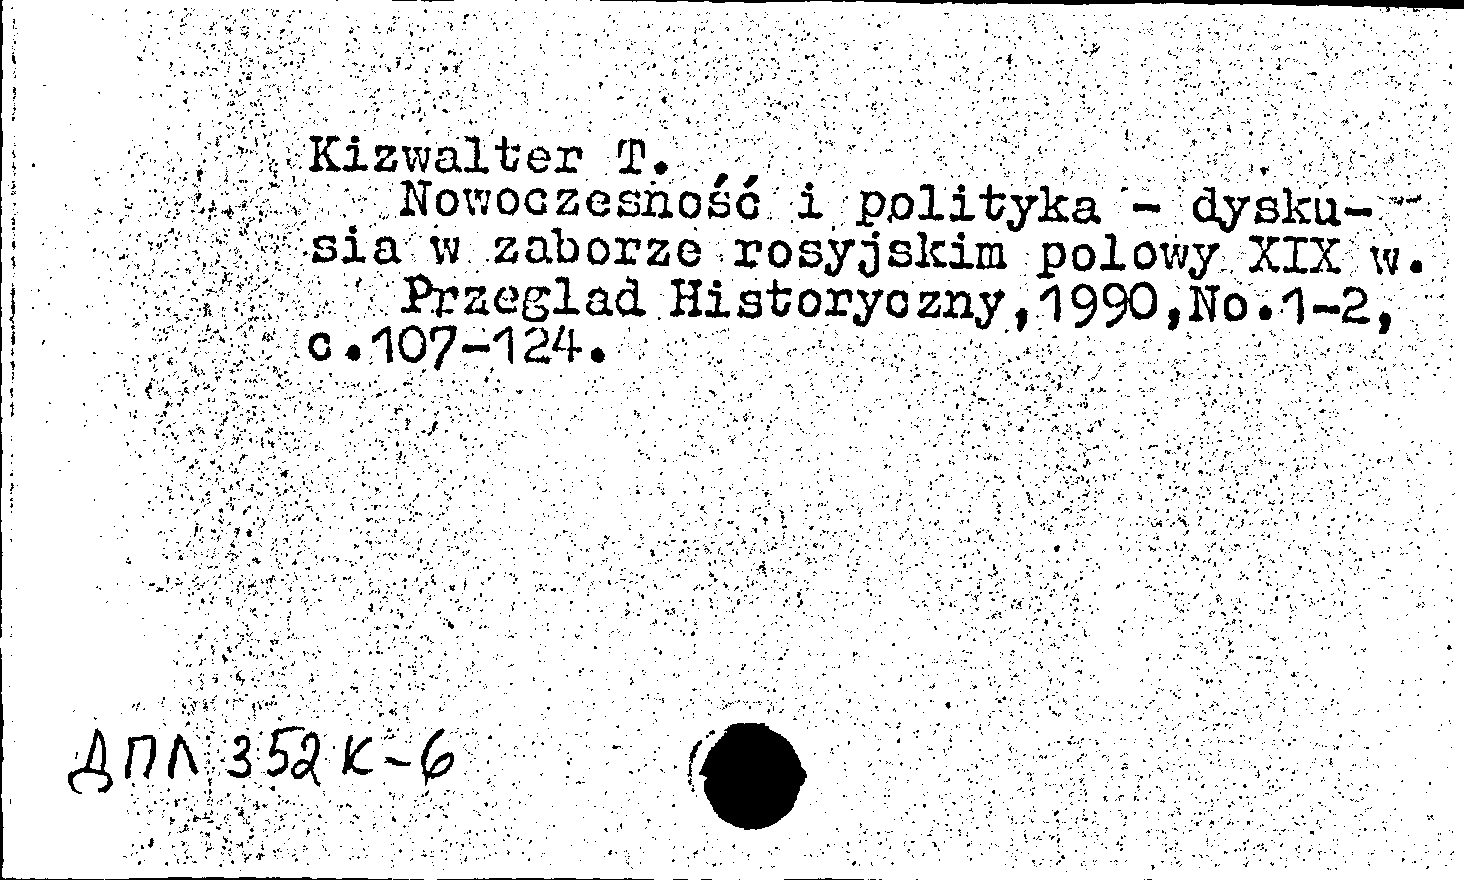 Kizwalter T.
Nowoczesność i polityka - dysku-
sia w zaborze rosyjskim polowy XIX w.
Przeglad Historyczny,1990,No.1-2,
c.107-124.
ДПЛ 352 К-6